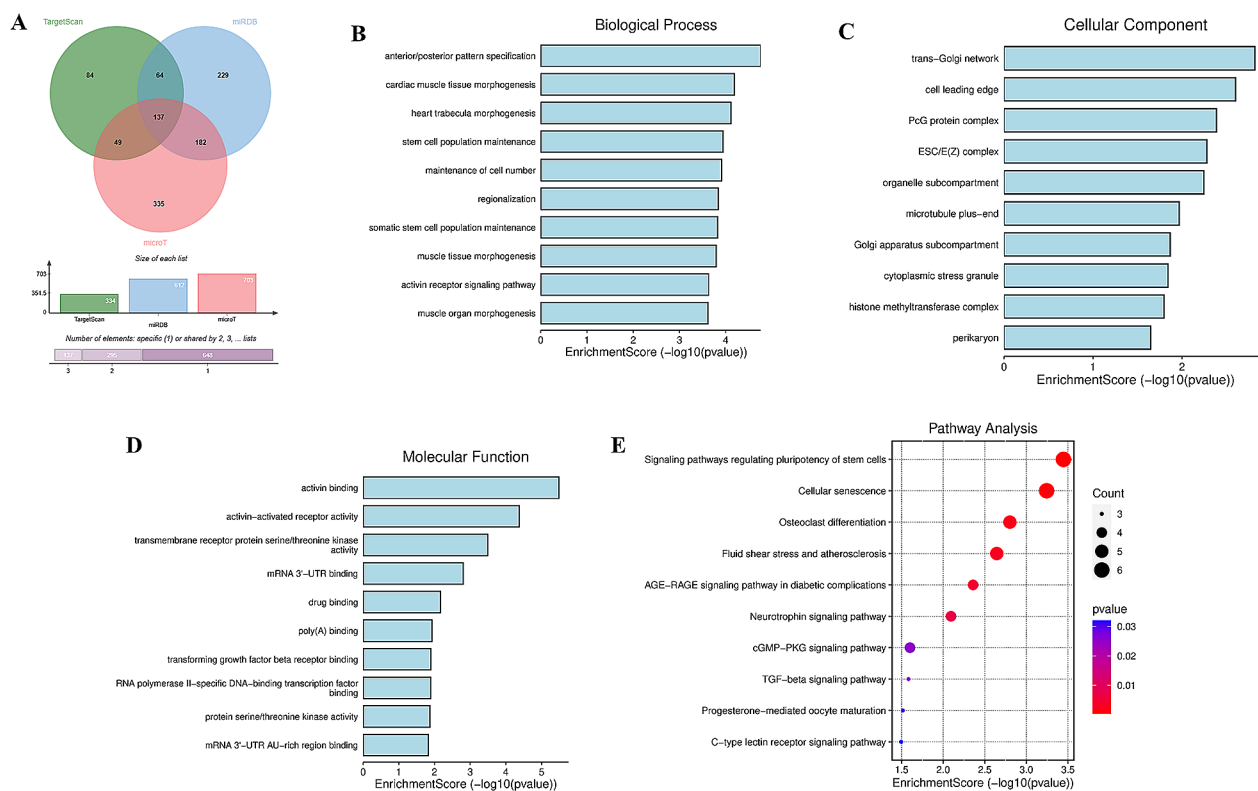 A
TargetScan
miRDB
84
64
229
137
49
182
335
microT
Size of each list
703
351.5
0
334
612
703
TargetScan
miRDB
microT
Number of elements: specific (1) or shared by 2, 3, ... lists
137
295
648
3
2
1
B
Biological Process
anterior/posterior pattern specification
cardiac muscle tissue morphogenesis
heart trabecula morphogenesis
stem cell population maintenance
maintenance of cell number
regionalization
somatic stem cell population maintenance
muscle tissue morphogenesis
activin receptor signaling pathway
muscle organ morphogenesis
0 1 2 3 4
EnrichmentScore (−log10(pvalue))
C
Cellular Component
trans−Golgi network
cell leading edge
PcG protein complex
ESC/E(Z) complex
organelle subcompartment
microtubule plus−end
Golgi apparatus subcompartment
cytoplasmic stress granule
histone methyltransferase complex
perikaryon
0 1 2
EnrichmentScore (−log10(pvalue))
D
Molecular Function
activin binding
activin−activated receptor activity
transmembrane receptor protein serine/threonine kinase
activity
mRNA 3'−UTR binding
drug binding
poly(A) binding
transforming growth factor beta receptor binding
RNA polymerase II−specific DNA−binding transcription factor
binding
protein serine/threonine kinase activity
mRNA 3'−UTR AU−rich region binding
0 1 2 3 4 5
EnrichmentScore (−log10(pvalue))
E
Pathway Analysis
Signaling pathways regulating pluripotency of stem cells
Cellular senescence
Osteoclast differentiation
Fluid shear stress and atherosclerosis
AGE−RAGE signaling pathway in diabetic complications
Neurotrophin signaling pathway
cGMP−PKG signaling pathway
TGF−beta signaling pathway
Progesterone−mediated oocyte maturation
C−type lectin receptor signaling pathway
1.5 2.0 2.5 3.0 3.5
EnrichmentScore (−log10(pvalue))
Count
3
4
5
6
pvalue
0.03
0.02
0.01